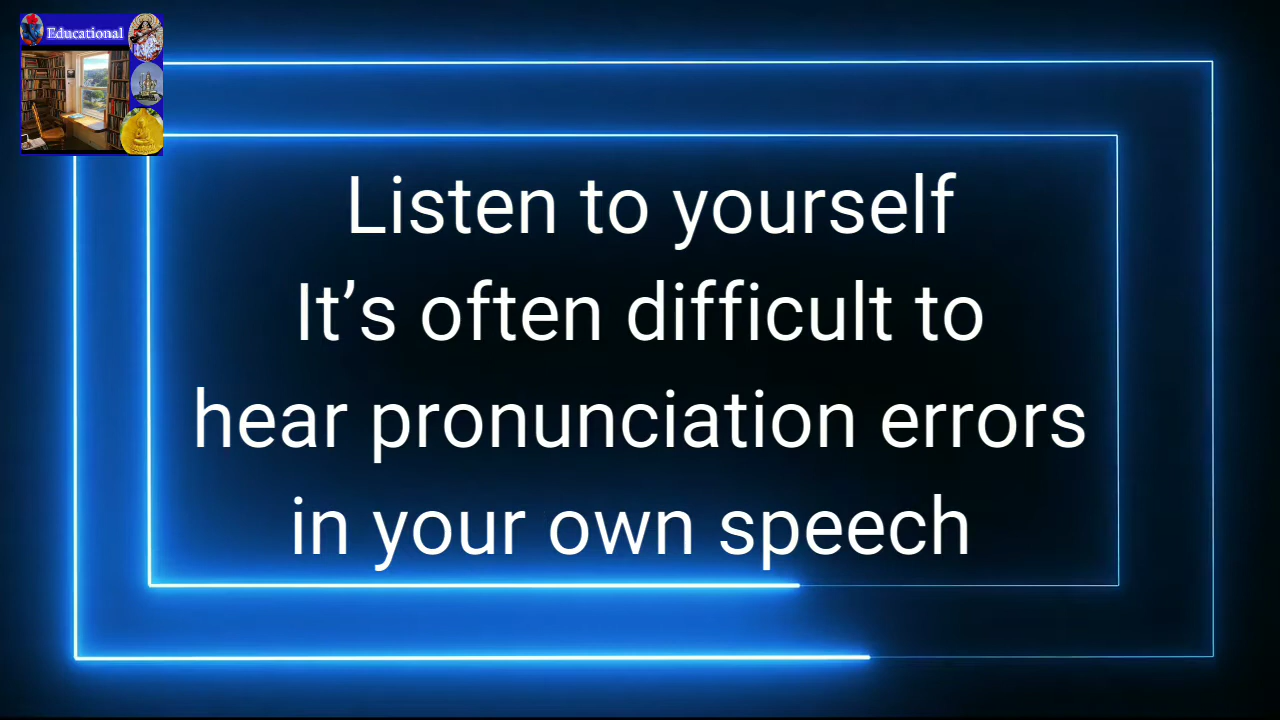 Educational
Listen to yourself
It’s often difficult to
hear pronunciation errors
in your own speech